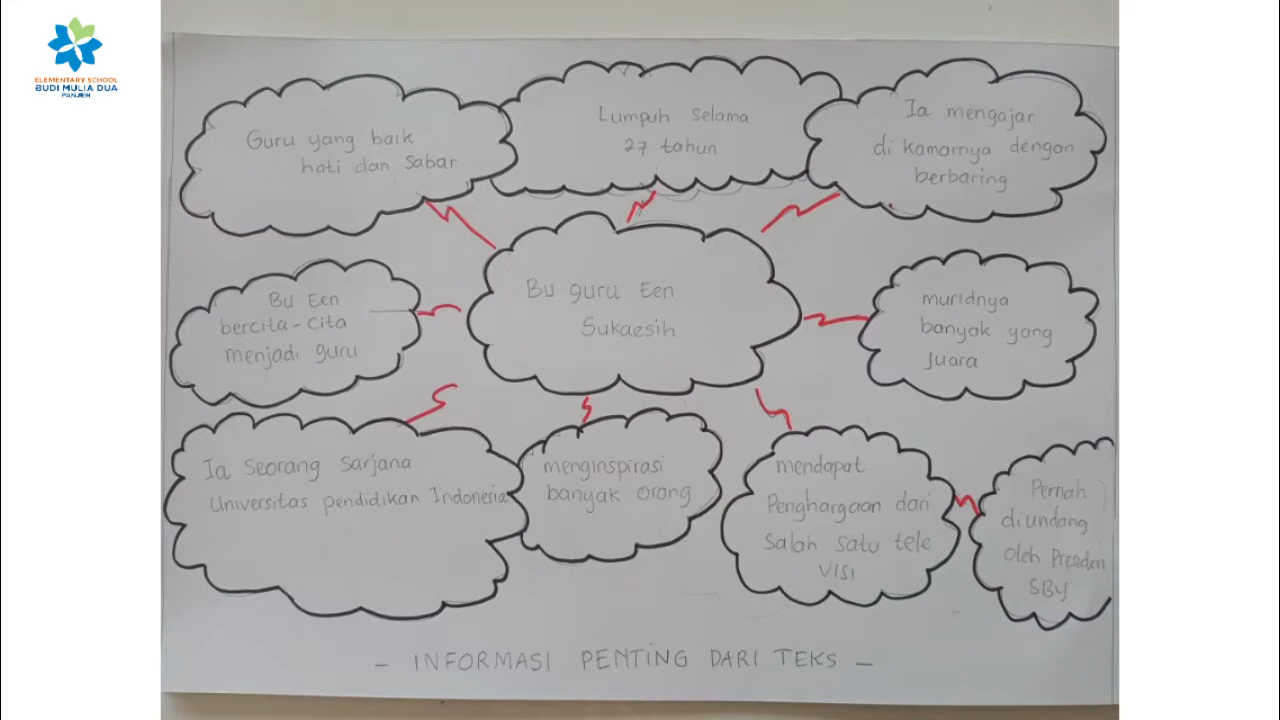 ELEMENTARY SCHOOL
BUDI MULIA DUA
PANJEN
Guru yang baik
hati dan sabar
Lumpuh selama
27 tahun
Ia mengajar
di kamarnya dengan
berbaring
Bu Een
bercita-cita
menjadi guru
Bu guru Een
Sukaesih
muridnya
banyak yang
juara
Ia seorang sarjana
Universitas pendidikan Indonesia
menginspirasi
banyak orang
mendapat
Penghargaan dari
salah satu tele
visi
Pernah
diundang
oleh Presiden
SBY
- INFORMASI PENTING DARI TEKS -